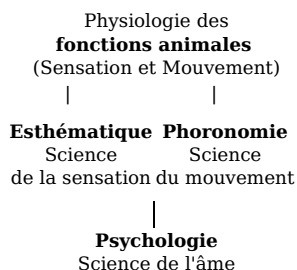 Physiologie des
fonctions animales
(Sensation et Mouvement)
Esthématique Phoronomie
Science Science
de la sensation du mouvement
Psychologie
Science de l'âme